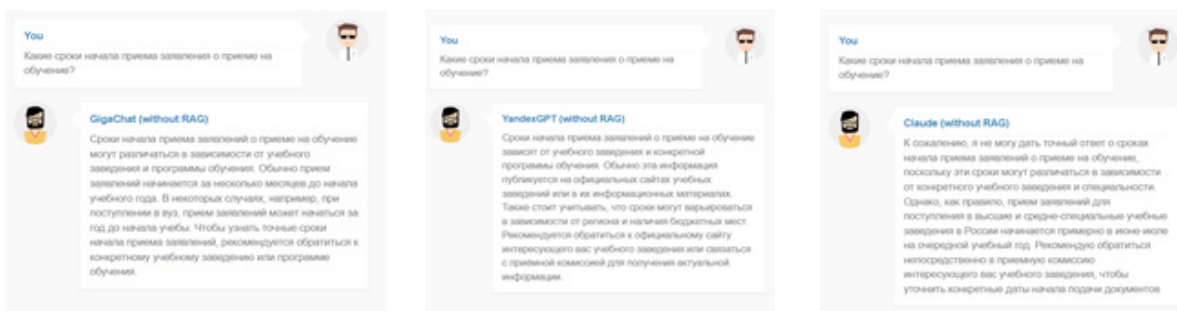 You
Какие сроки начала приема заявления о приеме на
обучение?
GigaChat (without RAG)
Сроки начала приема заявлений о приеме на обучение
могут различаться в зависимости от учебного
заведения и программы обучения. Обычно прием
заявлений начинается за несколько месяцев до начала
учебного года. В некоторых случаях, например, при
поступлении в вуз, прием заявлений может начаться за
год до начала учебы. Чтобы узнать точные сроки
начала приема заявлений, рекомендуется обратиться к
конкретному учебному заведению или программе
обучения.
You
Какие сроки начала приема заявления о приеме на
обучение?
YandexGPT (without RAG)
Сроки начала приёма заявлений о приёме на обучение
зависят от учебного заведения и конкретной
программы обучения. Обычно эта информация
публикуется на официальных сайтах учебных
заведений или в их информационных материалах.
Также стоит учитывать, что сроки могут варьироваться
в зависимости от региона и наличия бюджетных мест.
Рекомендуется обратиться к официальному сайту
интересующего вас учебного заведения или связаться
с приёмной комиссией для получения актуальной
информации.
You
Какие сроки начала приема заявления о приеме на
обучение?
Claude (without RAG)
К сожалению, я не могу дать точный ответ о сроках
начала приема заявлений о приеме на обучение,
поскольку эти сроки могут различаться в зависимости
от конкретного учебного заведения и специальности.
Однако, как правило, прием заявлений для
поступления в высшие и средне-специальные учебные
заведения в России начинается примерно в июне-июле
на очередной учебный год. Рекомендую обратиться
непосредственно в приемную комиссию
интересующего вас учебного заведения, чтобы
уточнить конкретные даты начала подачи документов